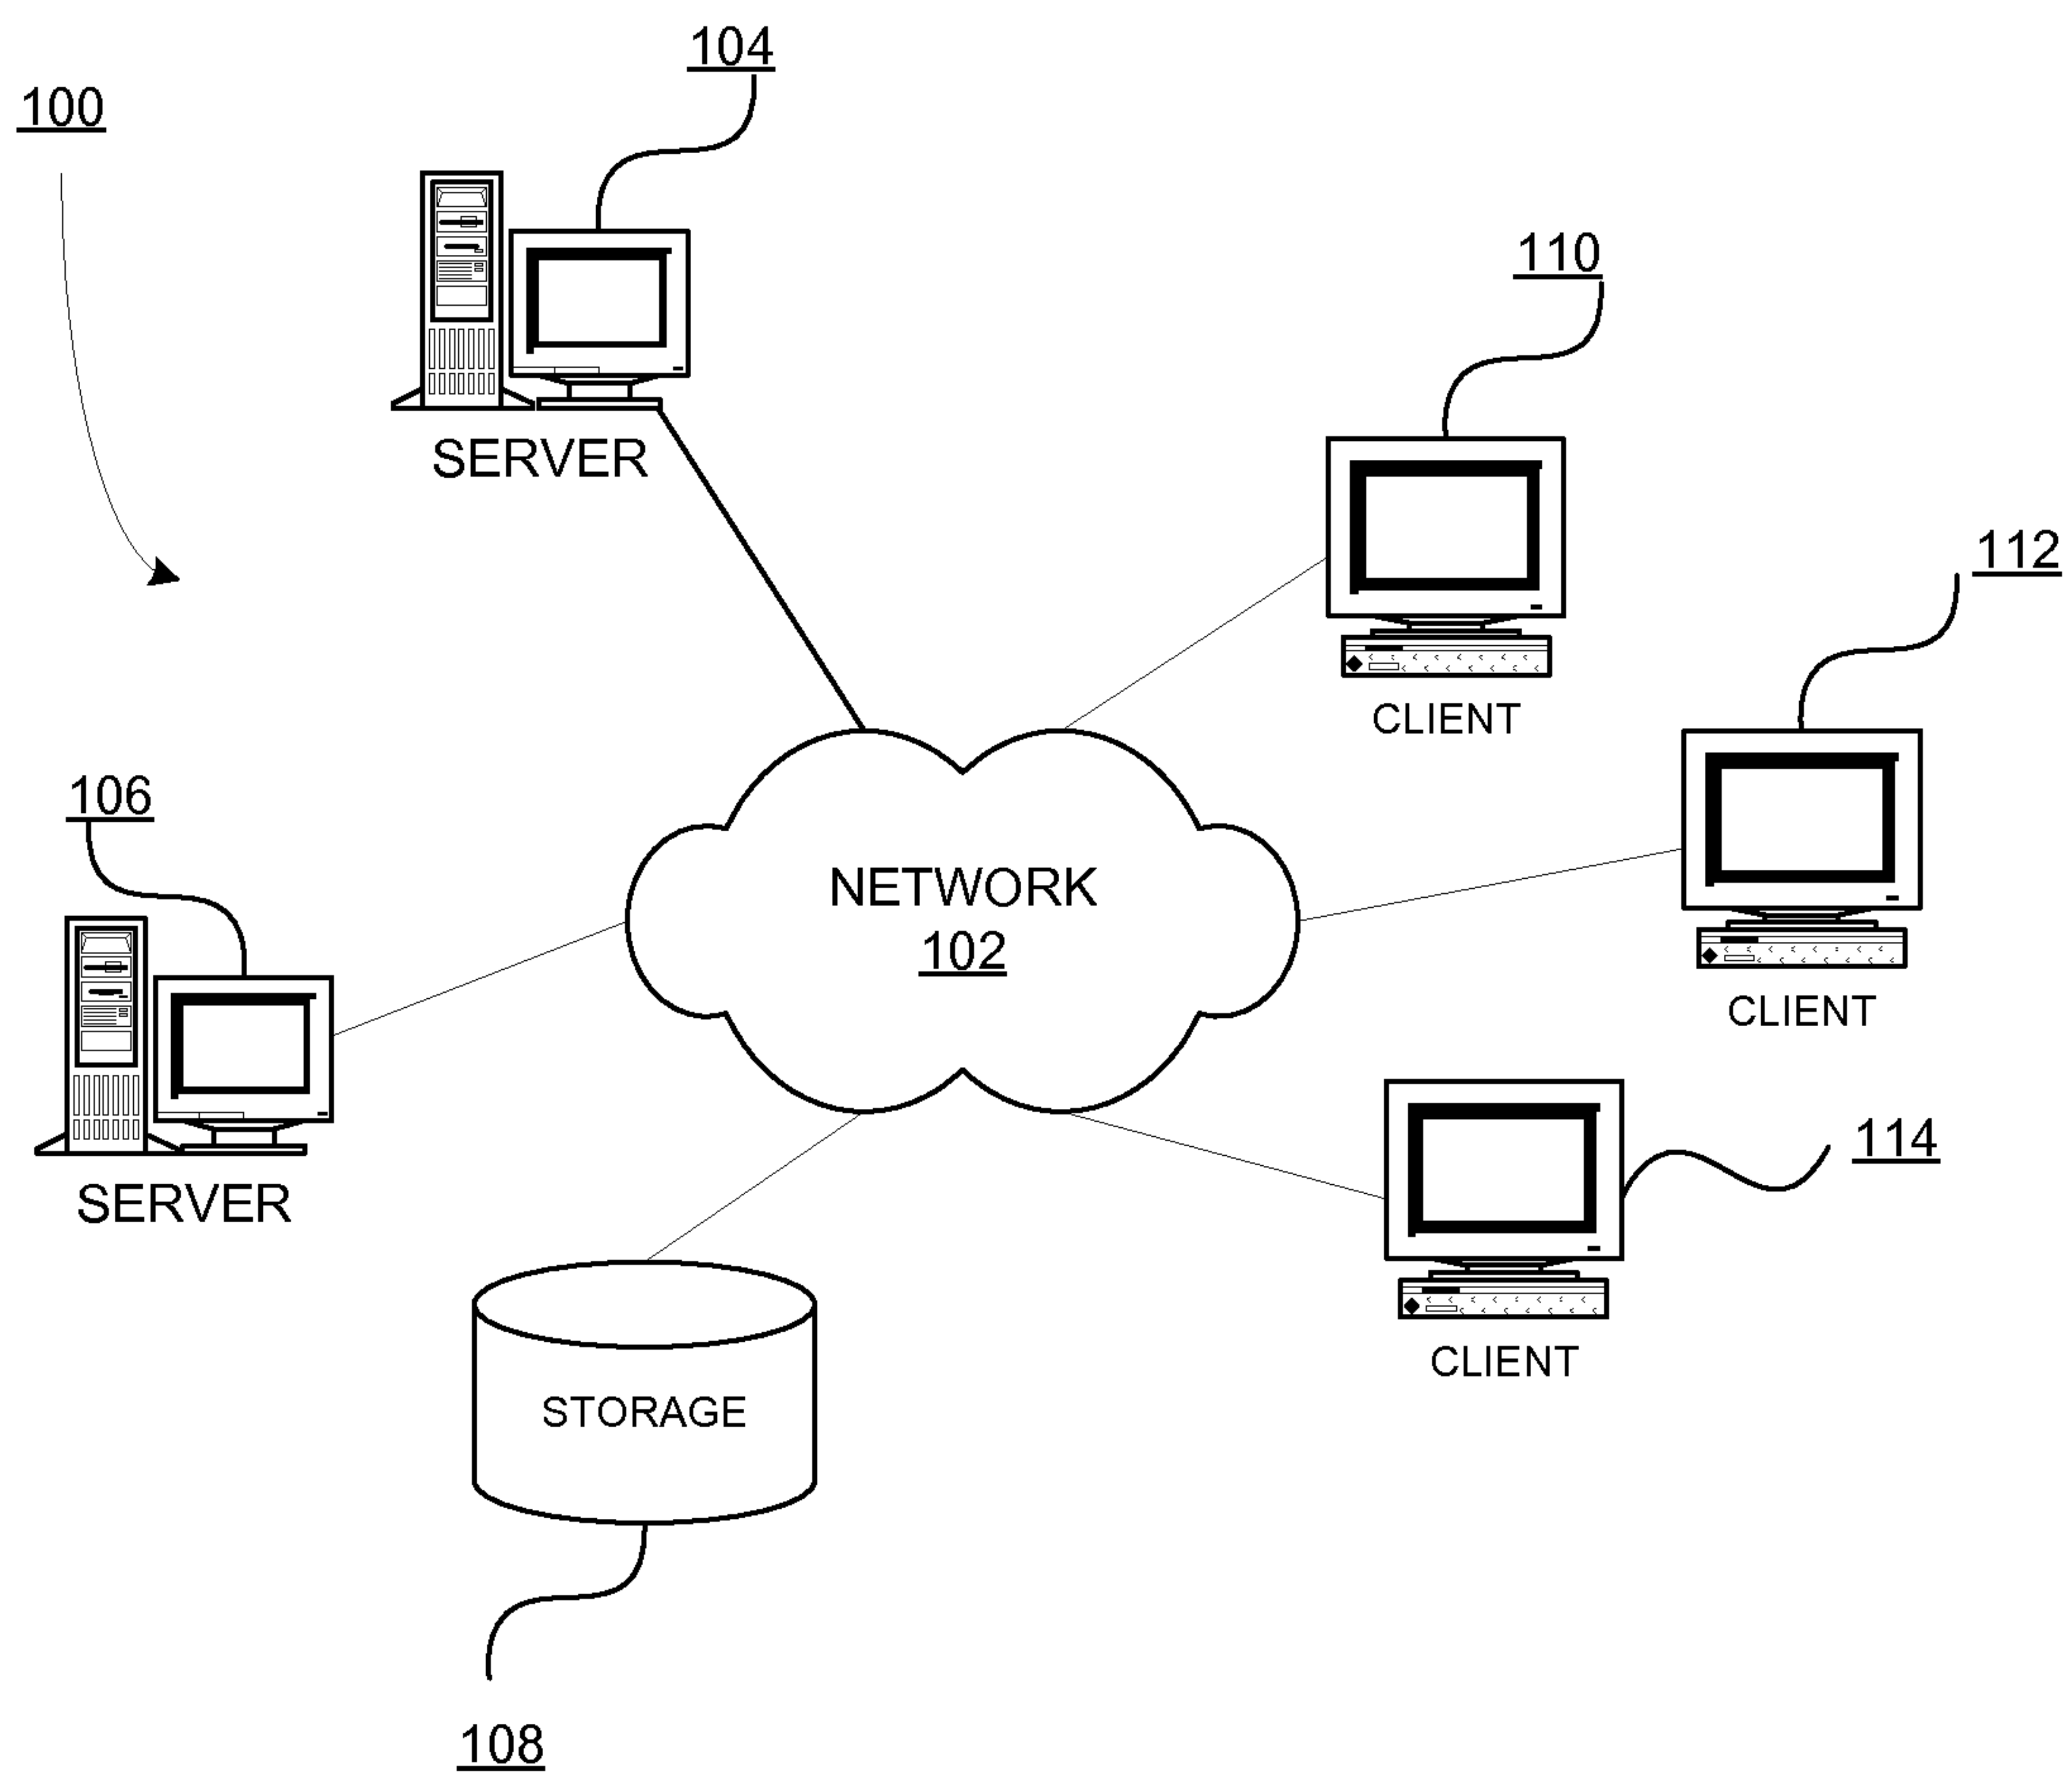 104
100
SERVER
110
CLIENT
112
CLIENT
106
SERVER
NETWORK
102
114
CLIENT
STORAGE
108